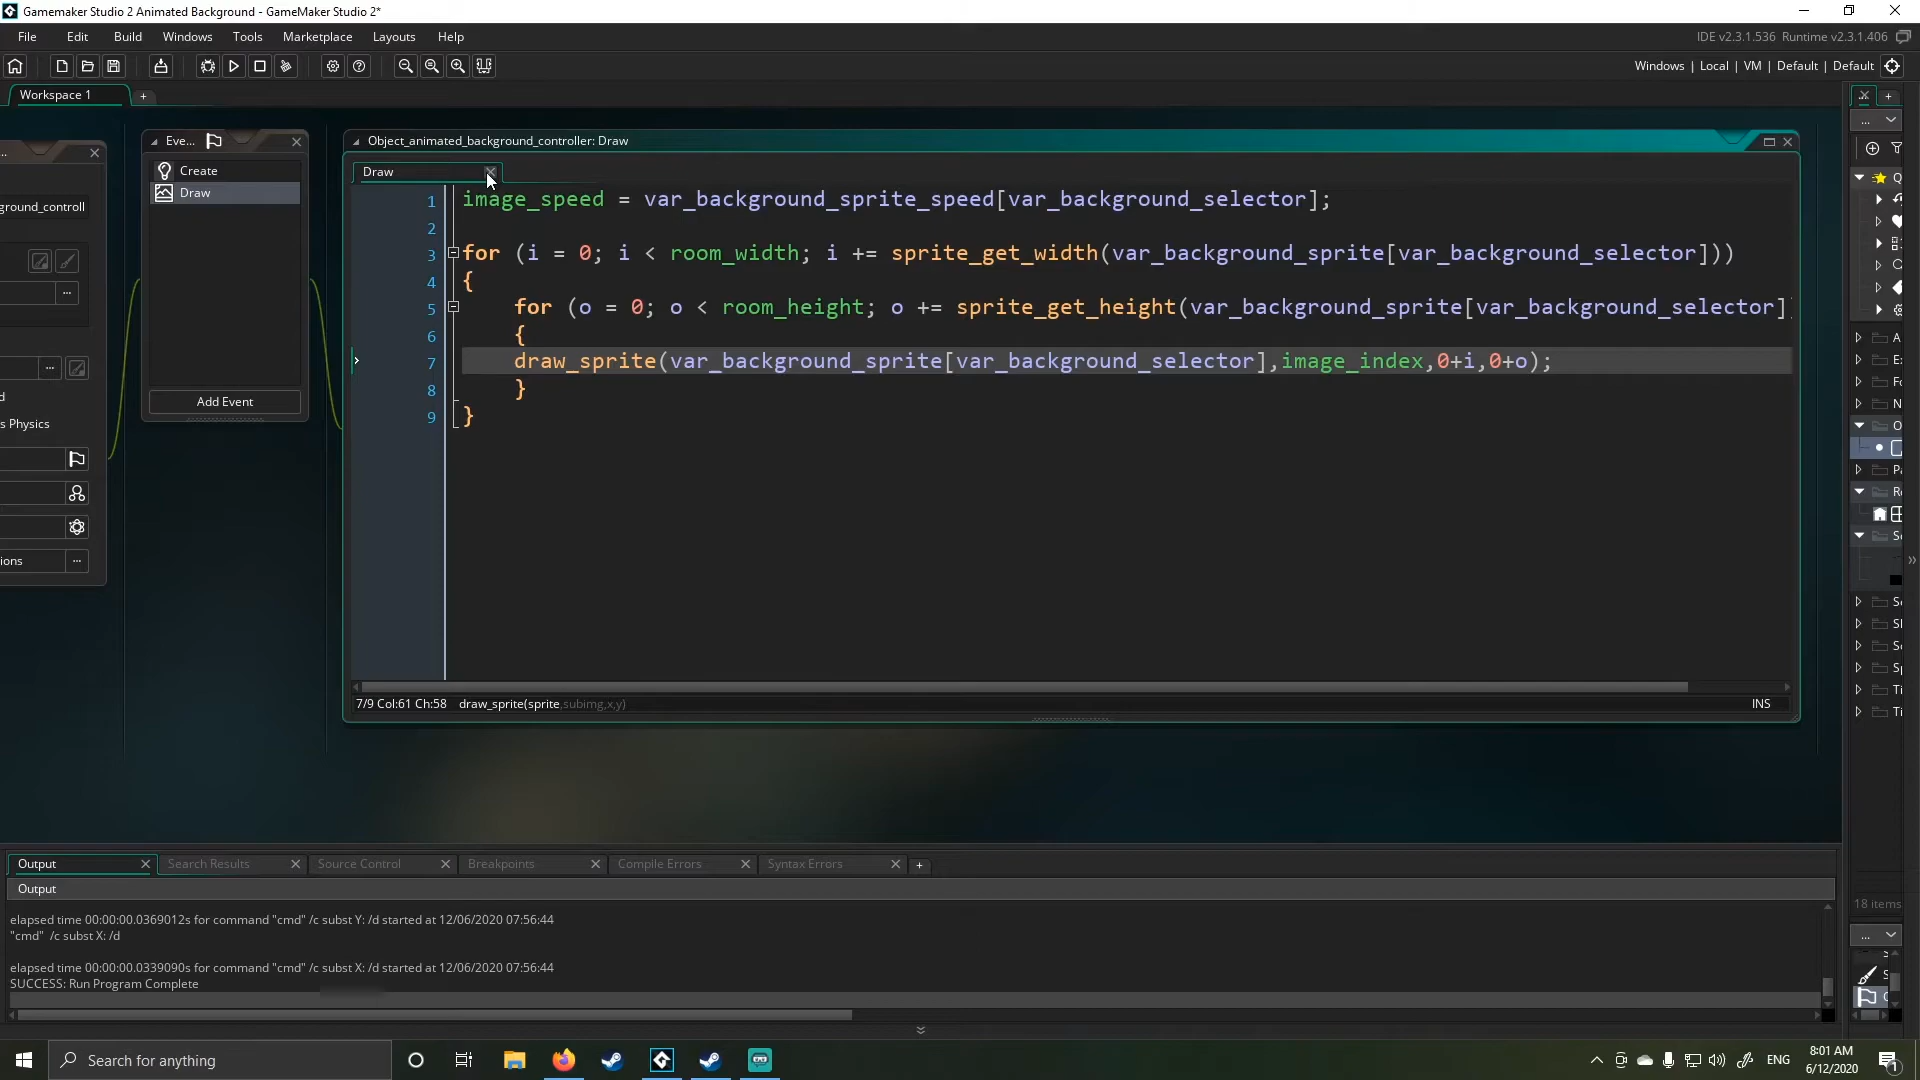 Gamemaker Studio 2 Animated Background - GameMaker Studio 2*
File Edit Build Windows Tools Marketplace Layouts Help
IDE v2.3.1.536 Runtime v2.3.1.406
Windows | Local | VM | Default | Default
Workspace 1
Eve...
Create
Draw
Add Event
ground_controll
s Physics
ions
Object_animated_background_controller: Draw
Draw
1 image_speed = var_background_sprite_speed[var_background_selector];
2
3 for (i = 0; i < room_width; i += sprite_get_width(var_background_sprite[var_background_selector]))
4 {
5 for (o = 0; o < room_height; o += sprite_get_height(var_background_sprite[var_background_selector]
6 {
7 draw_sprite(var_background_sprite[var_background_selector],image_index,0+i,0+o);
8 }
9 }
7/9 Col:61 Ch:58 draw_sprite(sprite,subimg,x,y)
INS
18 items
Output Search Results Source Control Breakpoints Compile Errors Syntax Errors
Output
elapsed time 00:00:00.0369012s for command "cmd" /c subst Y: /d started at 12/06/2020 07:56:44
"cmd" /c subst X: /d
elapsed time 00:00:00.0339090s for command "cmd" /c subst X: /d started at 12/06/2020 07:56:44
SUCCESS: Run Program Complete
Search for anything
ENG
8:01 AM
6/12/2020